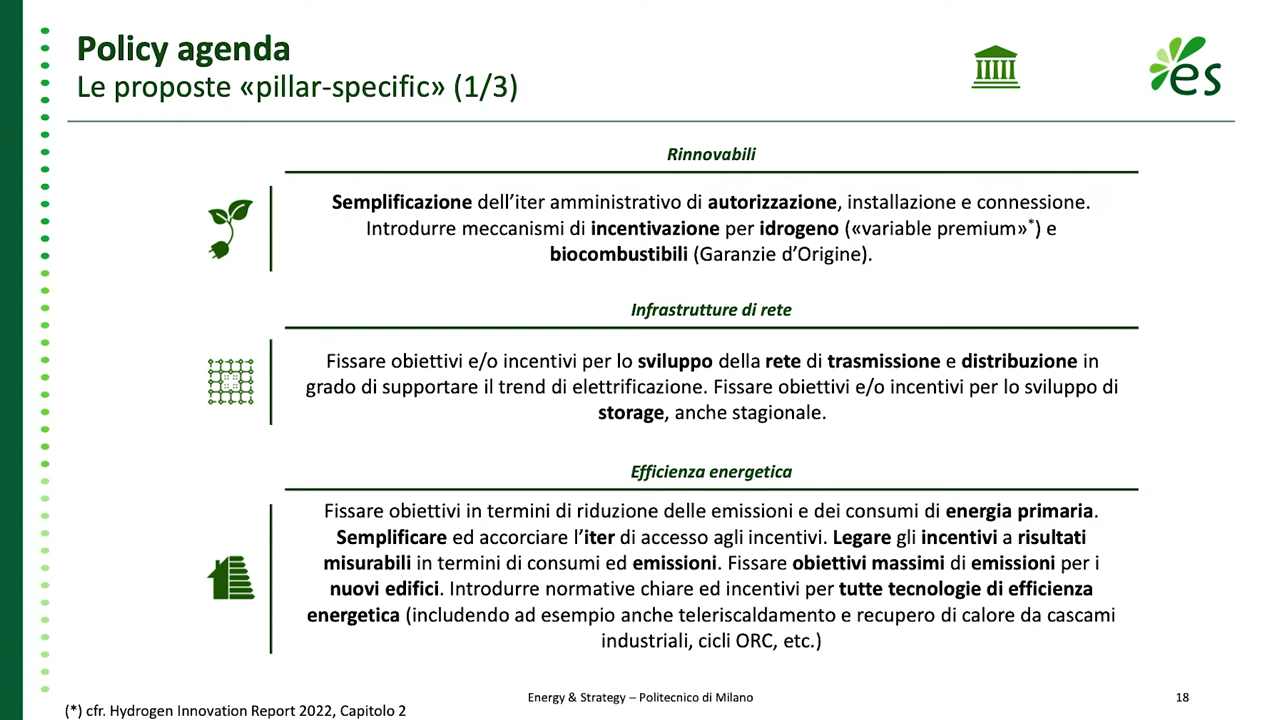 Policy agenda
Le proposte «pillar-specific» (1/3)
es
Rinnovabili
Semplificazione dell'iter amministrativo di autorizzazione, installazione e connessione.
Introdurre meccanismi di incentivazione per idrogeno («variable premium»*) e
biocombustibili (Garanzie d'Origine).
Infrastrutture di rete
Fissare obiettivi e/o incentivi per lo sviluppo della rete di trasmissione e distribuzione in
grado di supportare il trend di elettrificazione. Fissare obiettivi e/o incentivi per lo sviluppo di
storage, anche stagionale.
Efficienza energetica
Fissare obiettivi in termini di riduzione delle emissioni e dei consumi di energia primaria.
Semplificare ed accorciare l'iter di accesso agli incentivi. Legare gli incentivi a risultati
misurabili in termini di consumi ed emissioni. Fissare obiettivi massimi di emissioni per i
nuovi edifici. Introdurre normative chiare ed incentivi per tutte tecnologie di efficienza
energetica (includendo ad esempio anche teleriscaldamento e recupero di calore da cascami
industriali, cicli ORC, etc.)
Energy & Strategy – Politecnico di Milano
18
(*) cfr. Hydrogen Innovation Report 2022, Capitolo 2